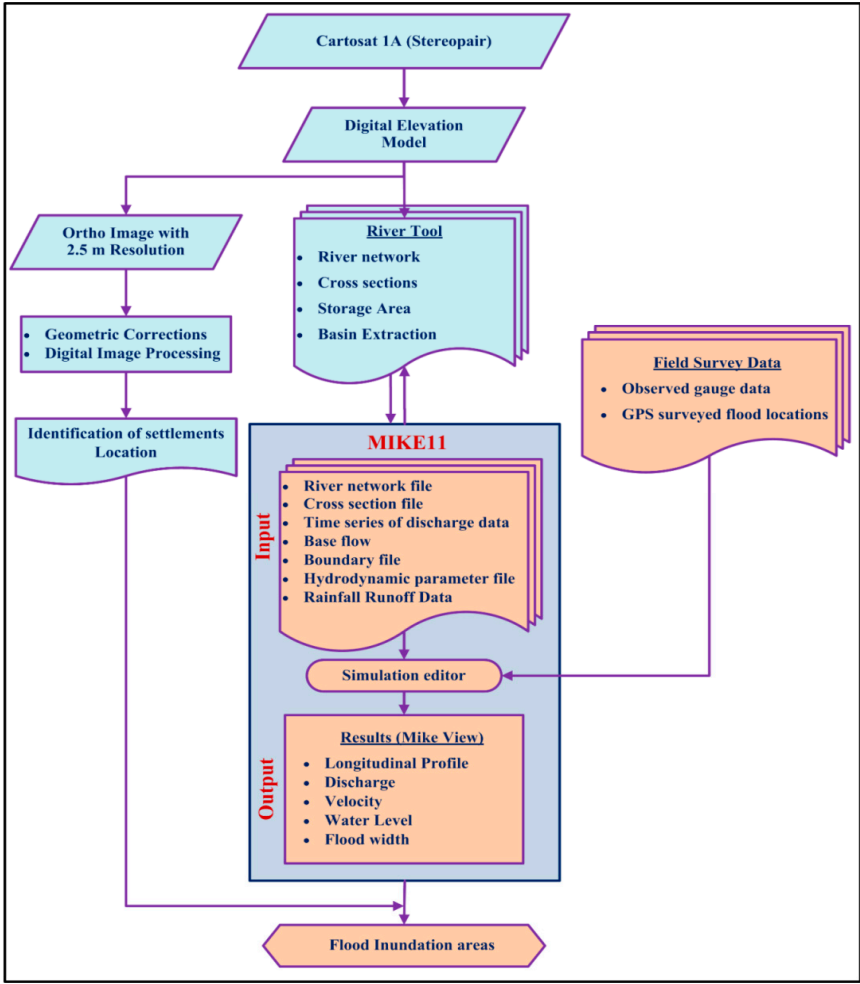 Cartosat 1A (Stereopair)
Digital Elevation
Model
Ortho Image with
2.5 m Resolution
• Geometric Corrections
• Digital Image Processing
Identification of settlements
Location
River Tool
• River network
• Cross sections
• Storage Area
• Basin Extraction
Field Survey Data
• Observed gauge data
• GPS surveyed flood locations
MIKE11
Input
• River network file
• Cross section file
• Time series of discharge data
• Base flow
• Boundary file
• Hydrodynamic parameter file
• Rainfall Runoff Data
Simulation editor
Output
Results (Mike View)
• Longitudinal Profile
• Discharge
• Velocity
• Water Level
• Flood width
Flood Inundation areas